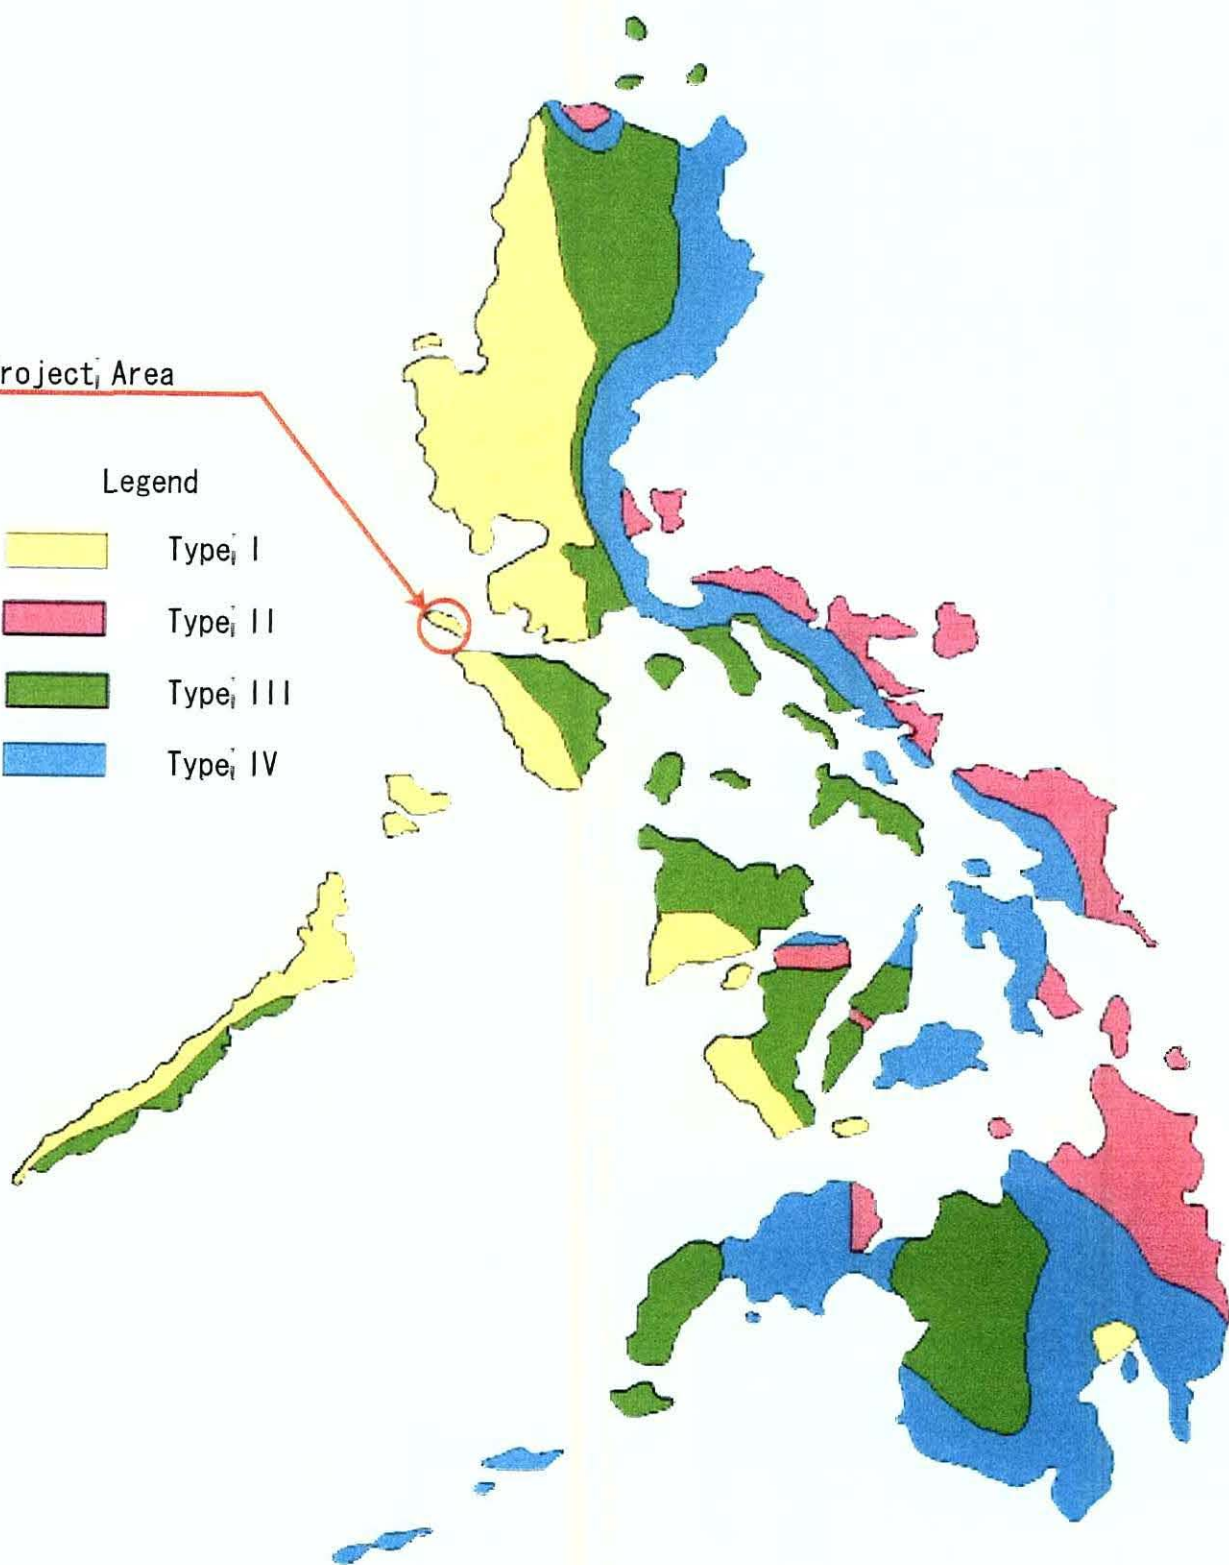 roject, Area
Legend
Type, I
Type, II
Type, III
Type, IV